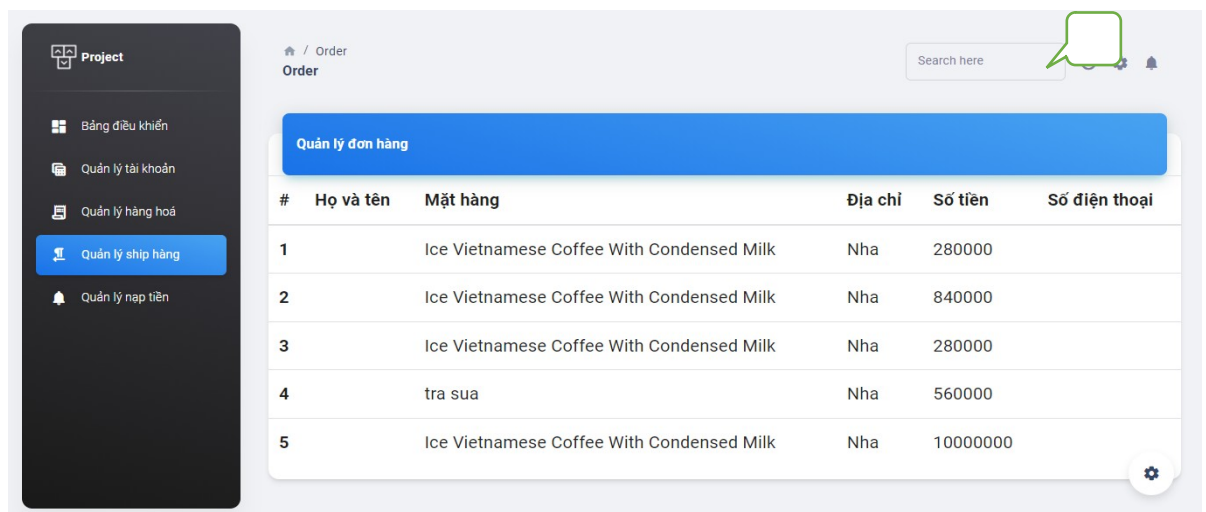 Project
/ Order
Order
Search here
Bảng điều khiển
Quản lý tài khoản
Quản lý hàng hoá
Quản lý ship hàng
Quản lý nạp tiền
Quản lý đơn hàng
# Họ và tên Mặt hàng Địa chỉ Số tiền Số điện thoại
1 Ice Vietnamese Coffee With Condensed Milk Nha 280000
2 Ice Vietnamese Coffee With Condensed Milk Nha 840000
3 Ice Vietnamese Coffee With Condensed Milk Nha 280000
4 tra sua Nha 560000
5 Ice Vietnamese Coffee With Condensed Milk Nha 10000000